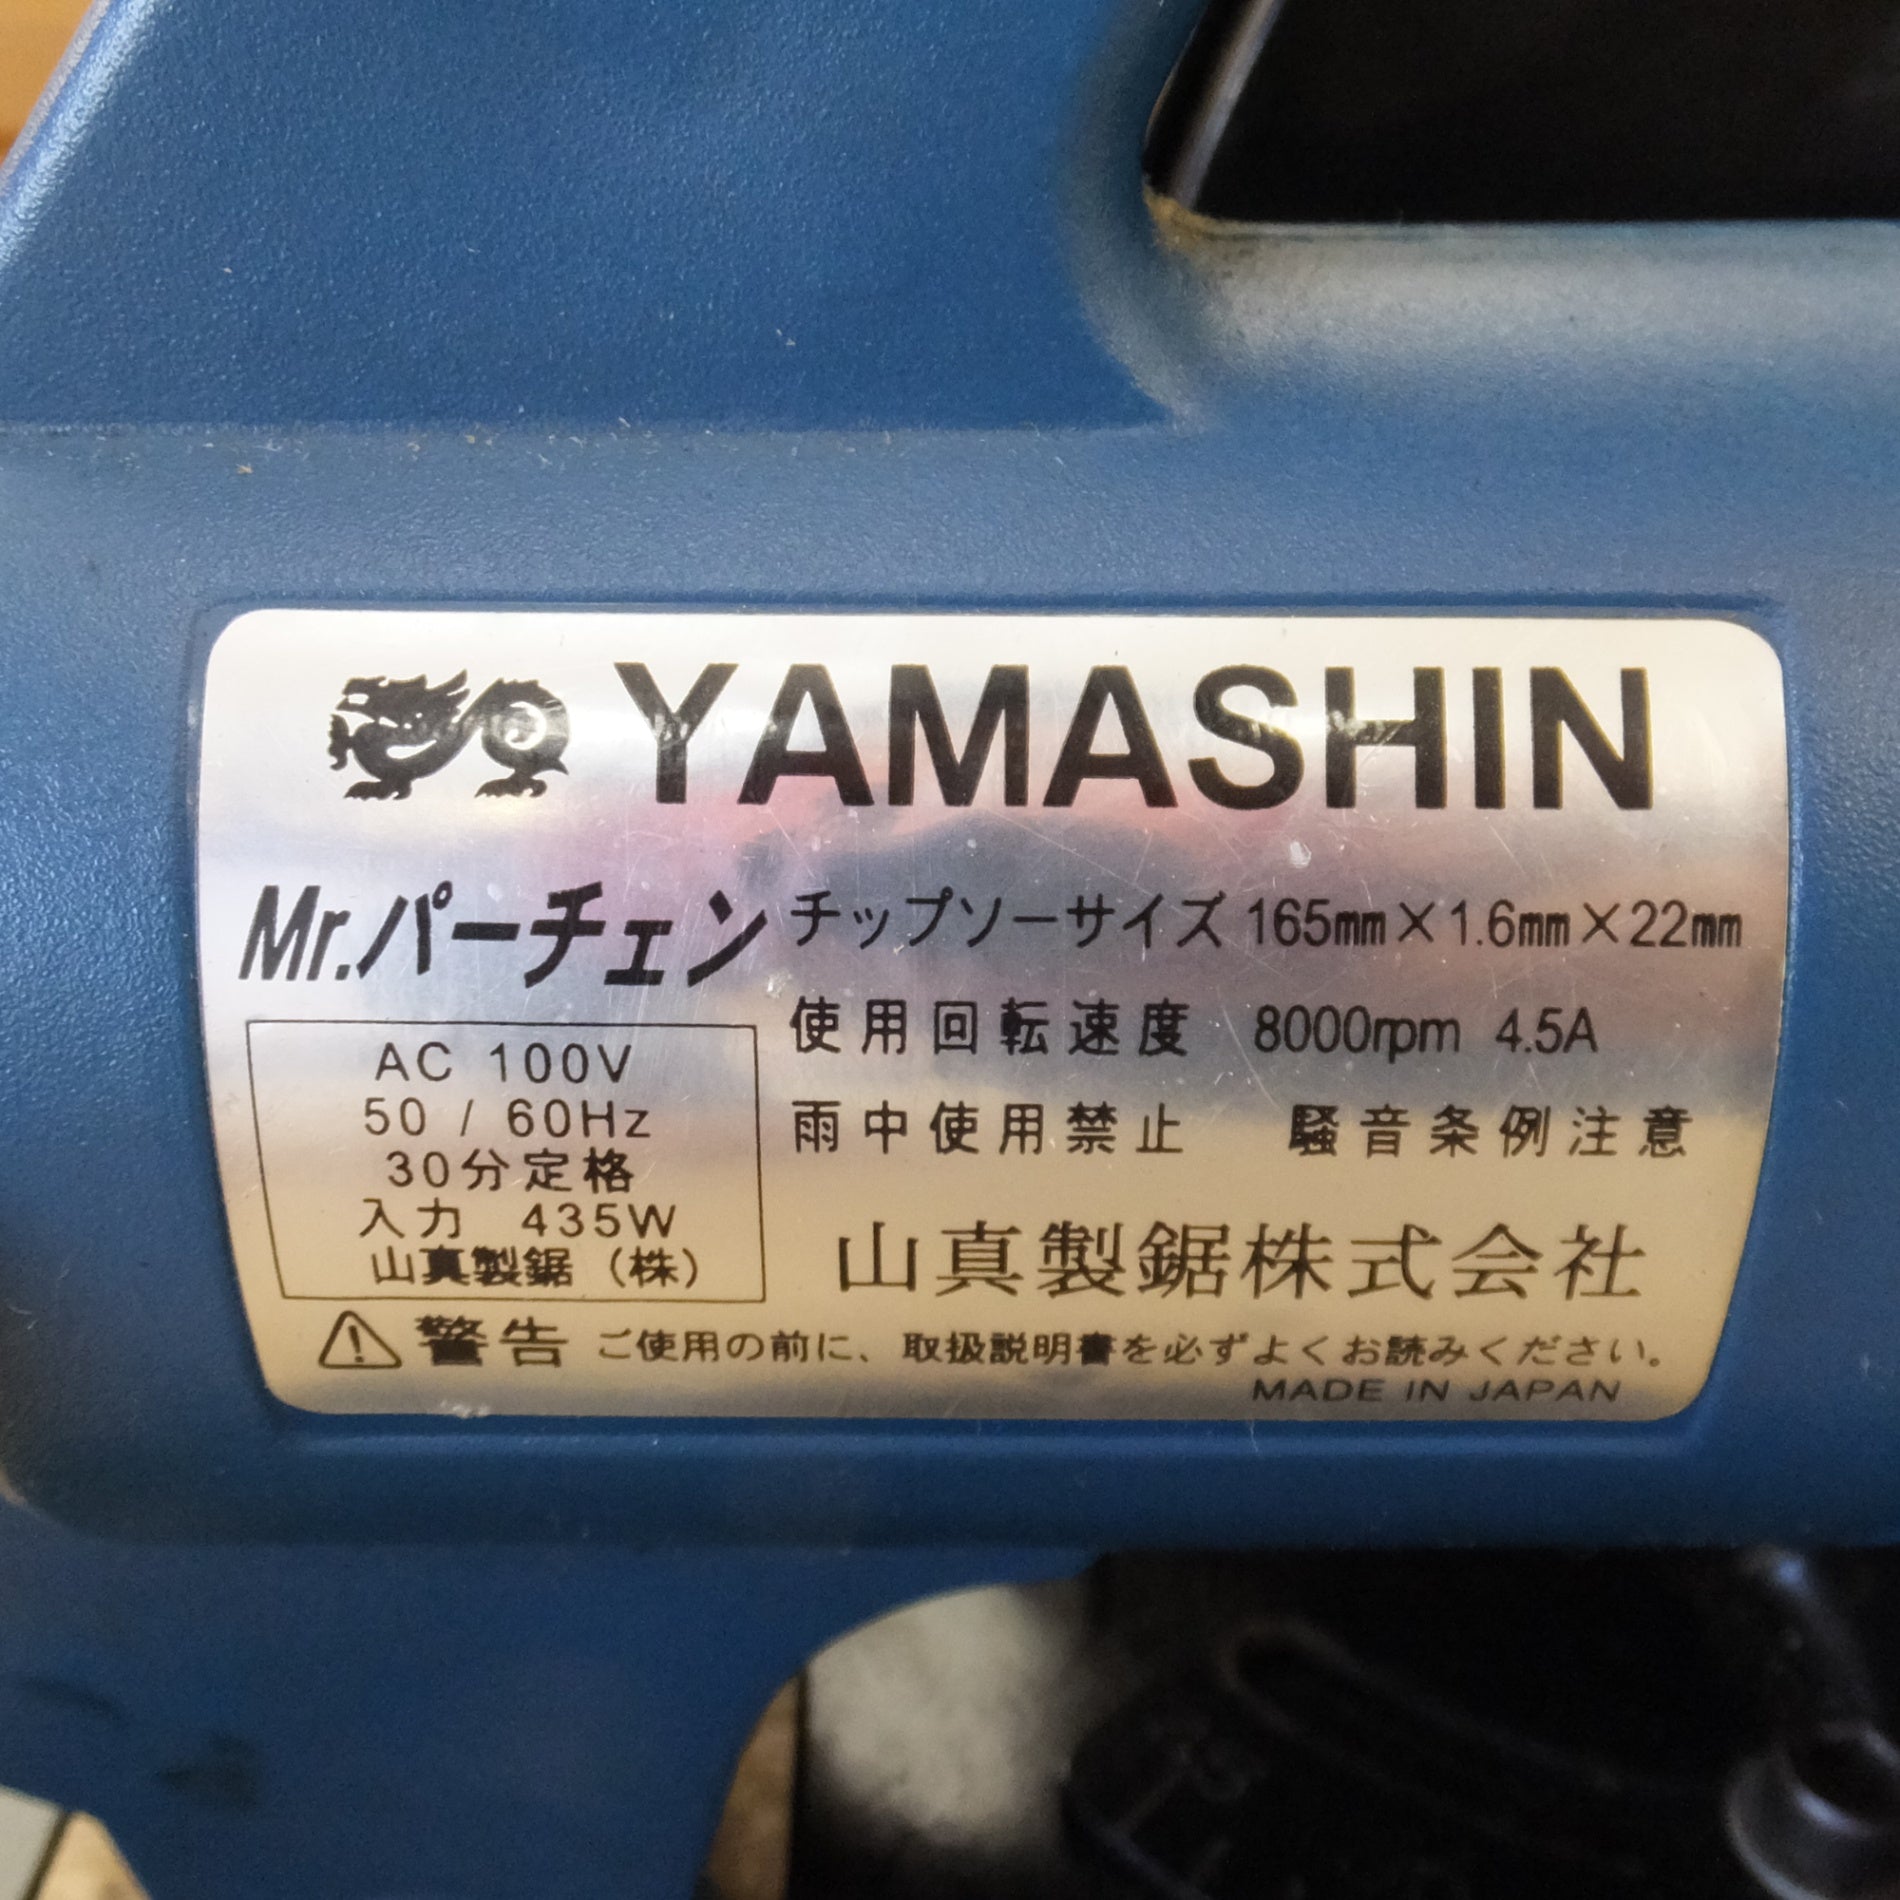 YAMASHIN
Mr.パーチェン
チップソーサイズ 165mm×1.6mm×22mm
使用回転速度 8000rpm 4.5A
雨中使用禁止 騒音条例注意
AC 100V
50 / 60Hz
30分定格
入力 435W
山真製鋸(株)
山真製鋸株式会社
警告 ご使用の前に、取扱説明書を必ずよくお読みください。
MADE IN JAPAN